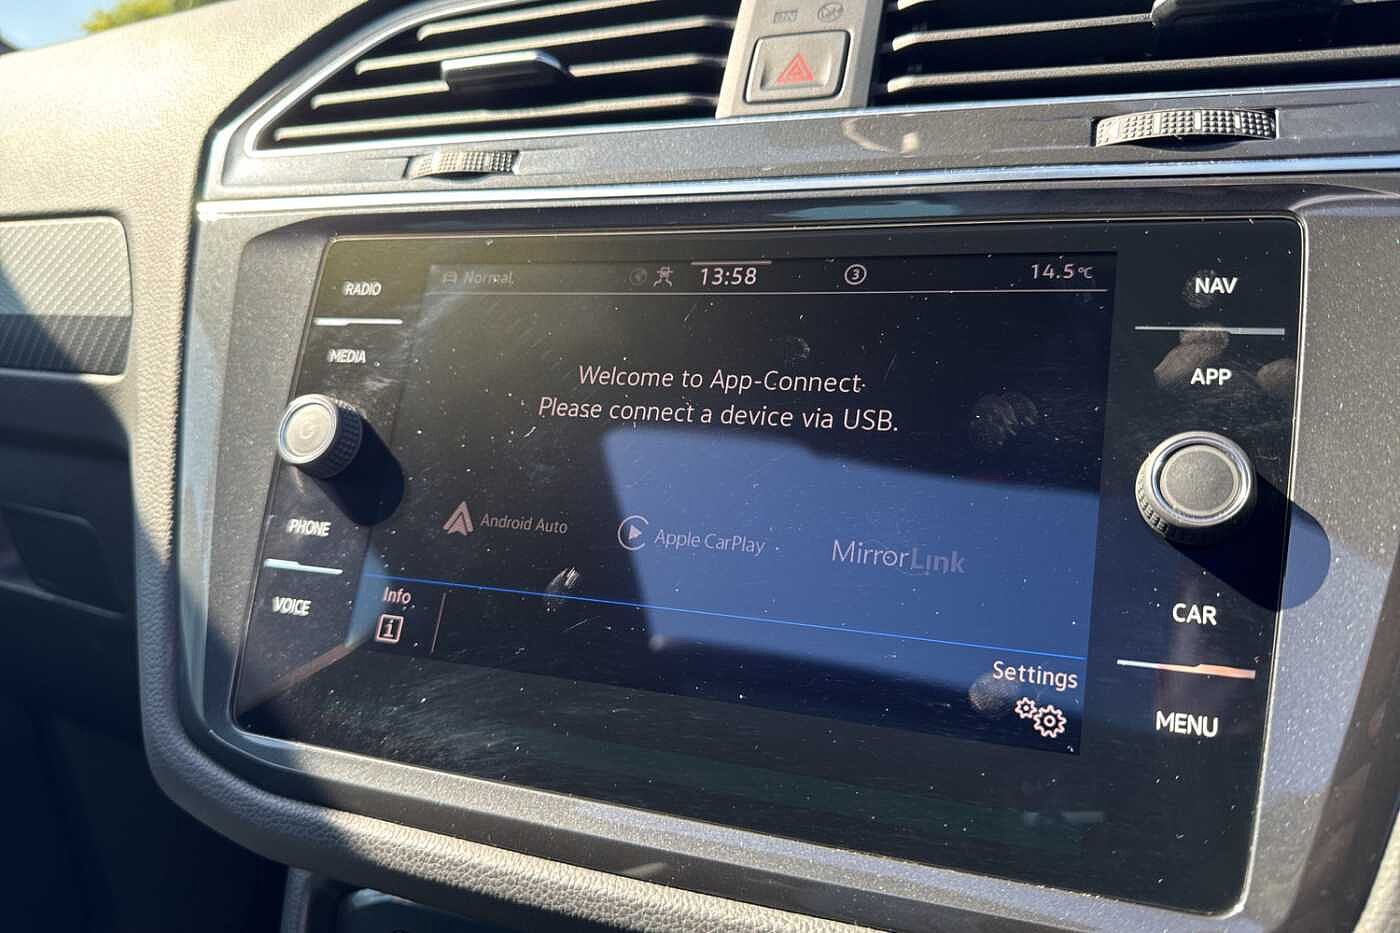 Normal
13:58
3
14.5°C
RADIO
MEDIA
PHONE
VOICE
Welcome to App-Connect
Please connect a device via USB.
Android Auto
Apple CarPlay
MirrorLink
Info
i
Settings
NAV
APP
CAR
MENU